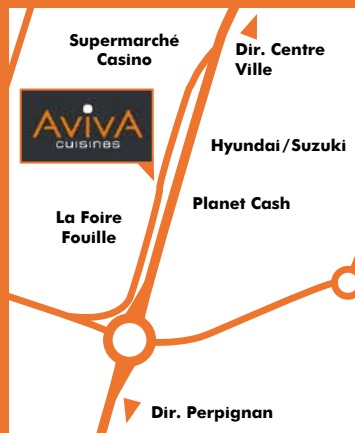 Supermarché
Casino
Dir. Centre
Ville
AVIVA
cuisines
Hyundai/Suzuki
Planet Cash
La Foire
Fouille
Dir. Perpignan